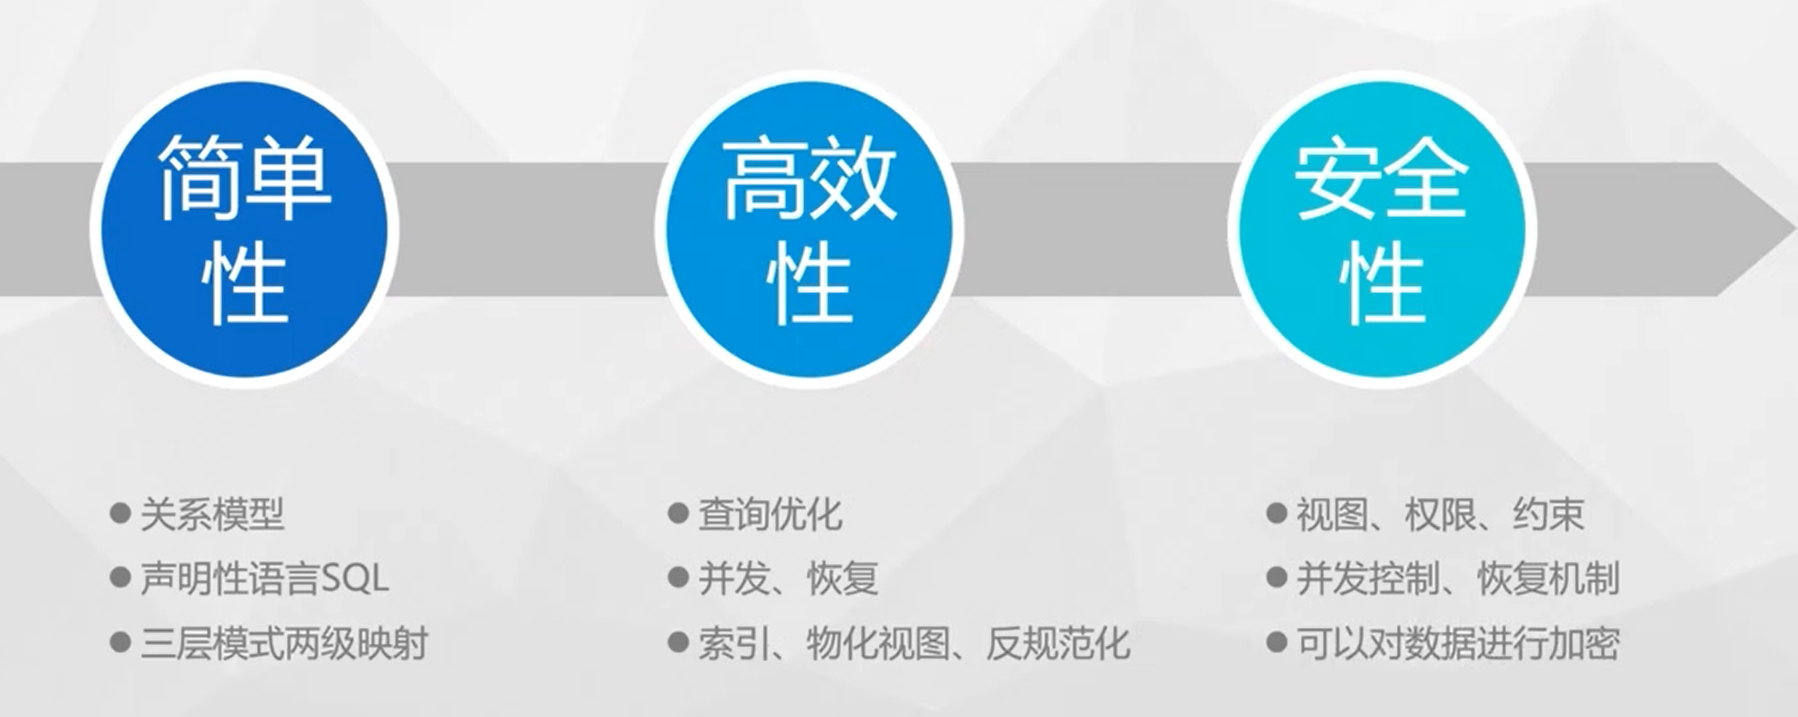 简单
性
高效
性
安全
性
● 关系模型
● 声明性语言SQL
● 三层模式两级映射
● 查询优化
● 并发、恢复
● 索引、物化视图、反规范化
● 视图、权限、约束
● 并发控制、恢复机制
● 可以对数据进行加密